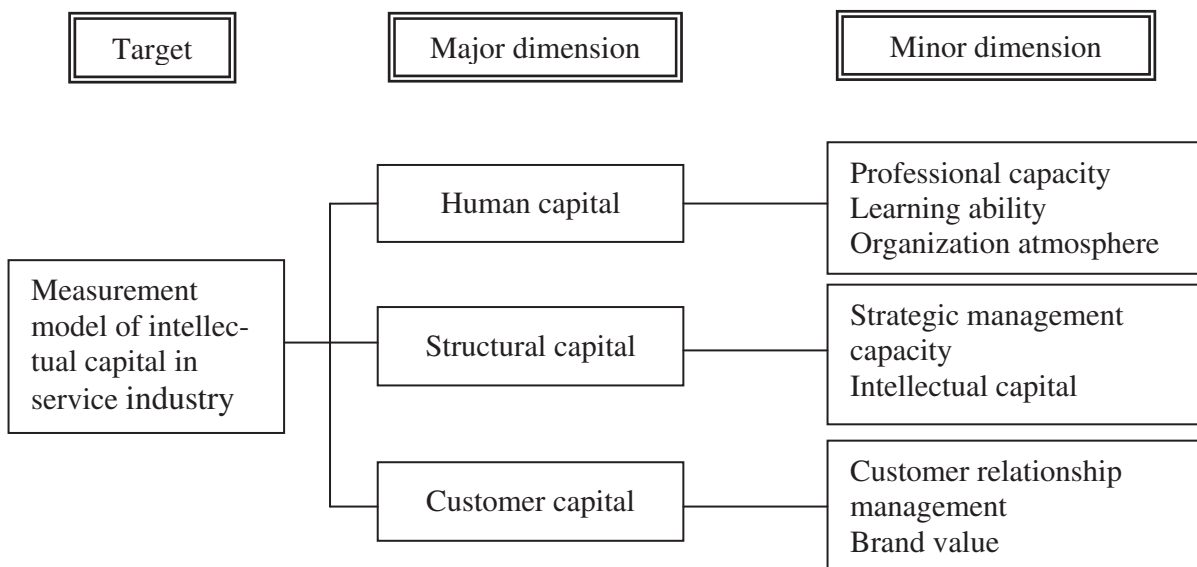 Target
Major dimension
Minor dimension
Measurement
model of intellec-
tual capital in
service industry
Human capital
Professional capacity
Learning ability
Organization atmosphere
Structural capital
Strategic management
capacity
Intellectual capital
Customer capital
Customer relationship
management
Brand value